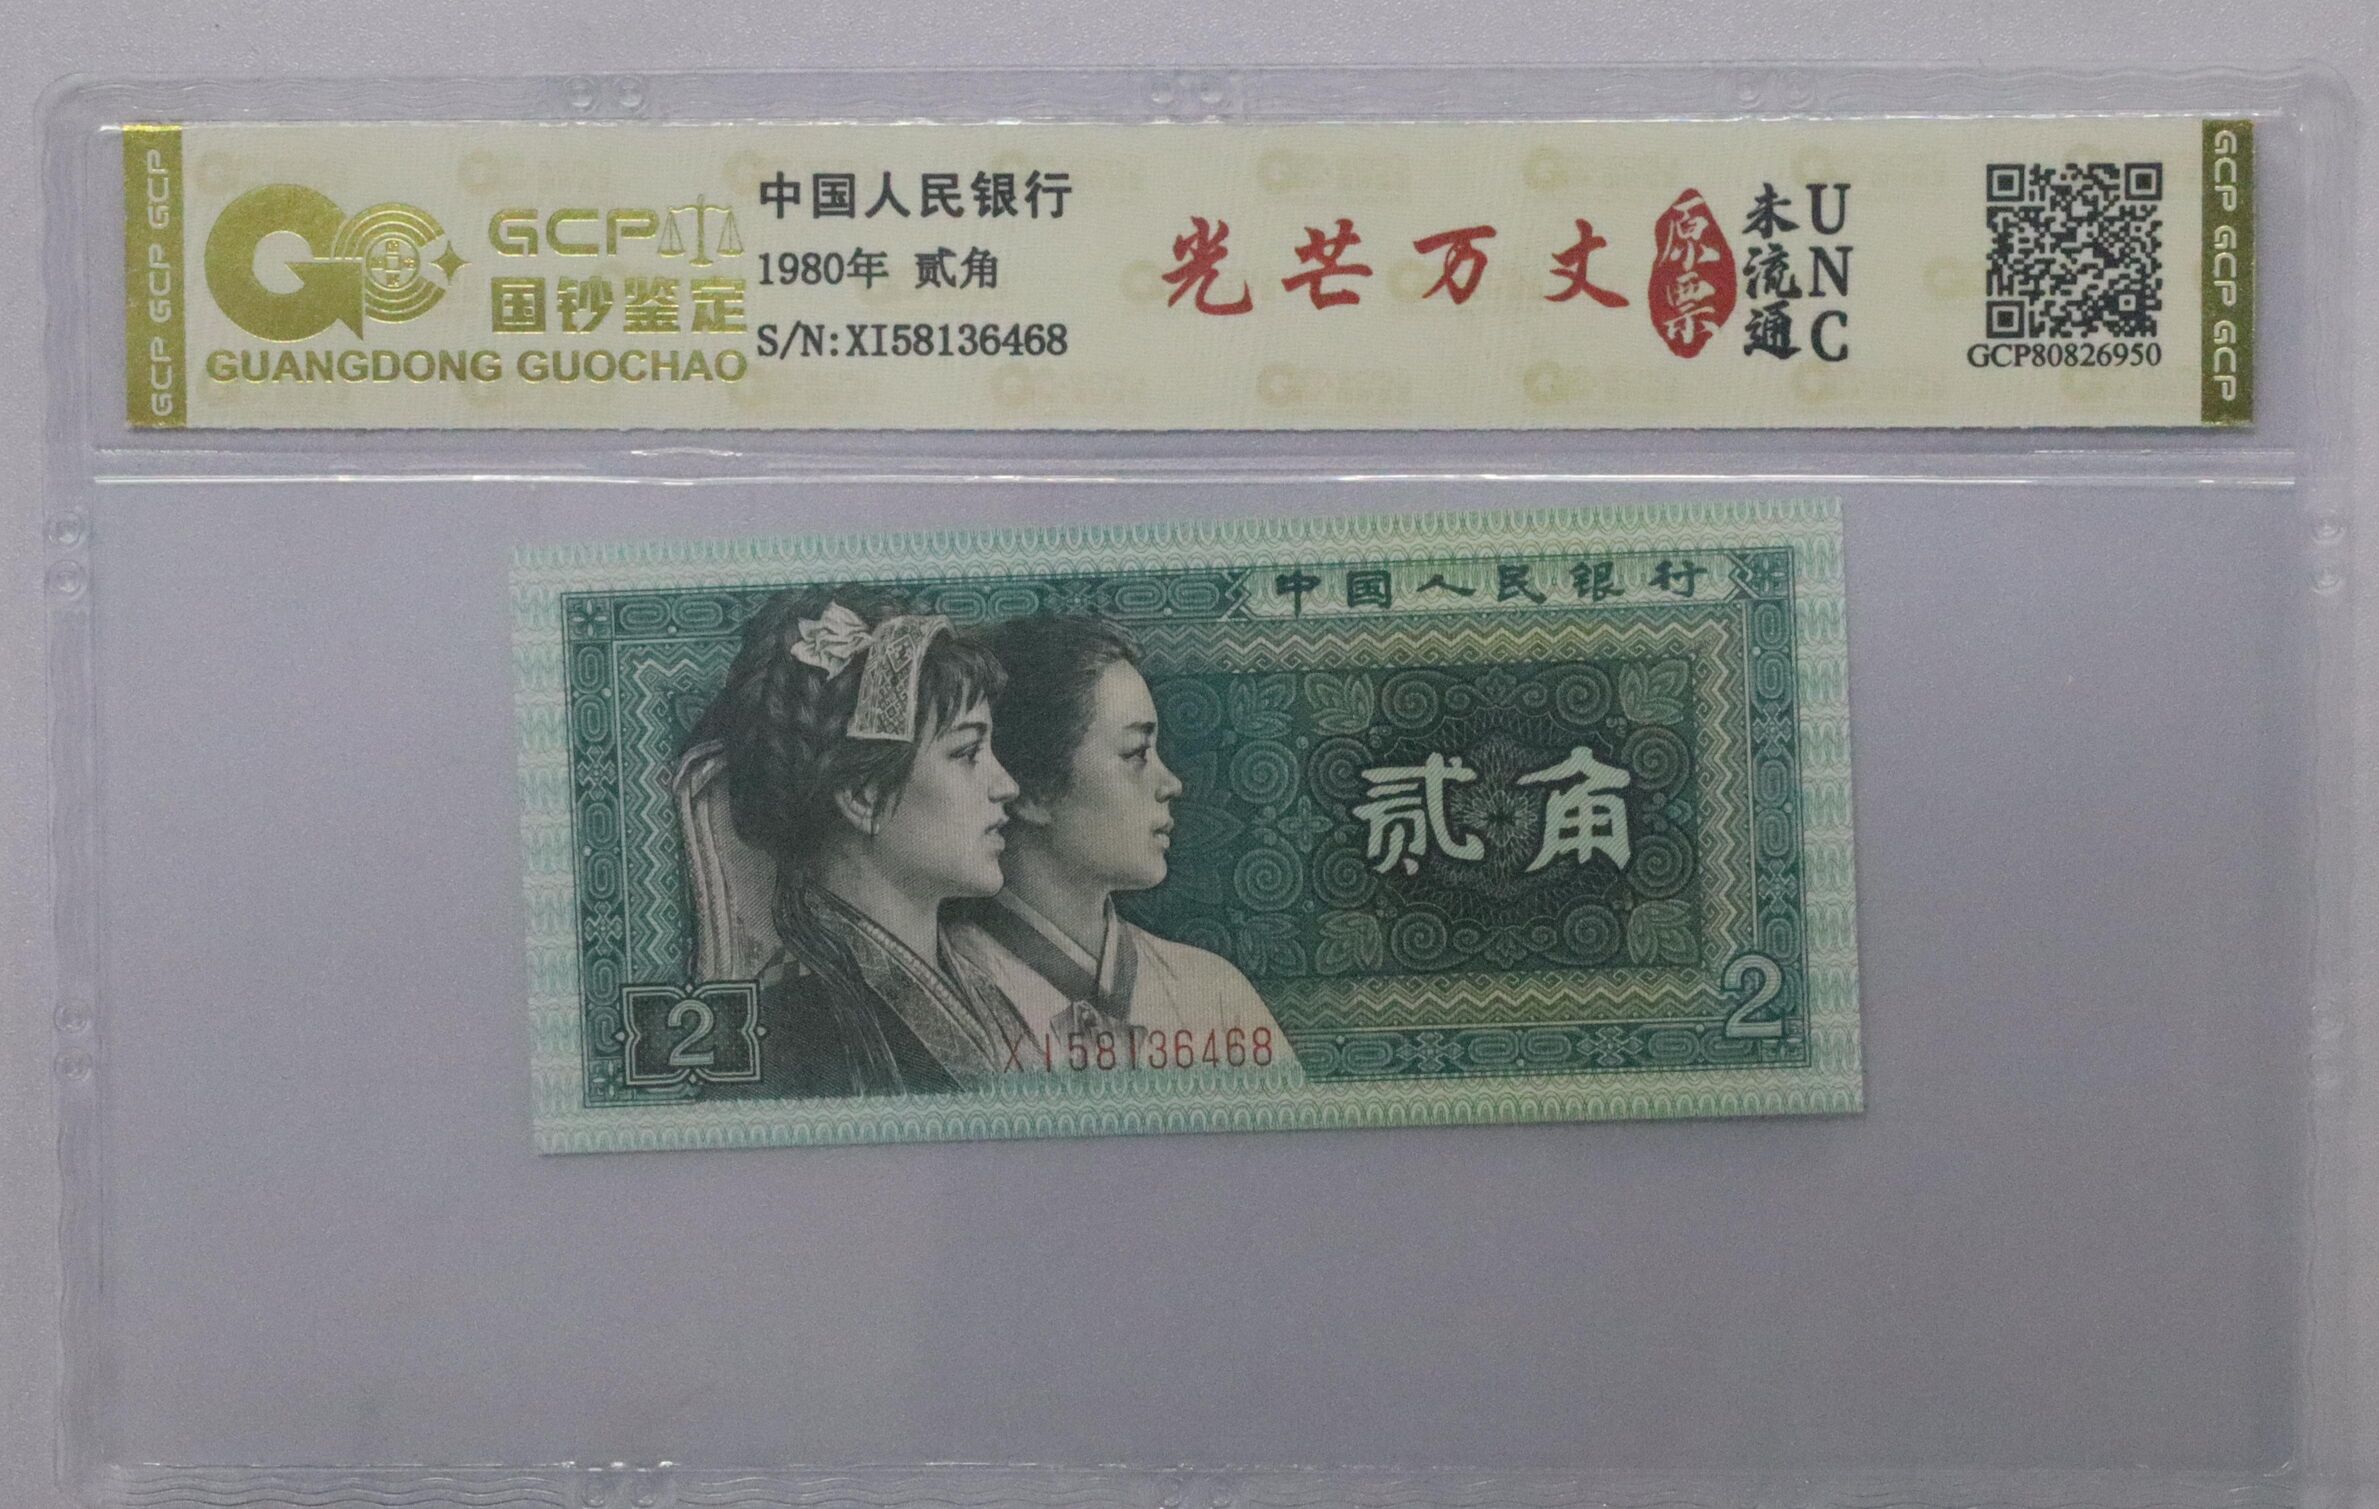 GCP GCP GCP
GCP
国钞鉴定
GUANGDONG GUOCHAO
中国人民银行
1980年 贰角
S/N:XI58136468
光芒万丈
原票
未流通
UNC
GCP80826950
GCP GCP GCP
中国人民银行
贰角
2
2
XI58136468